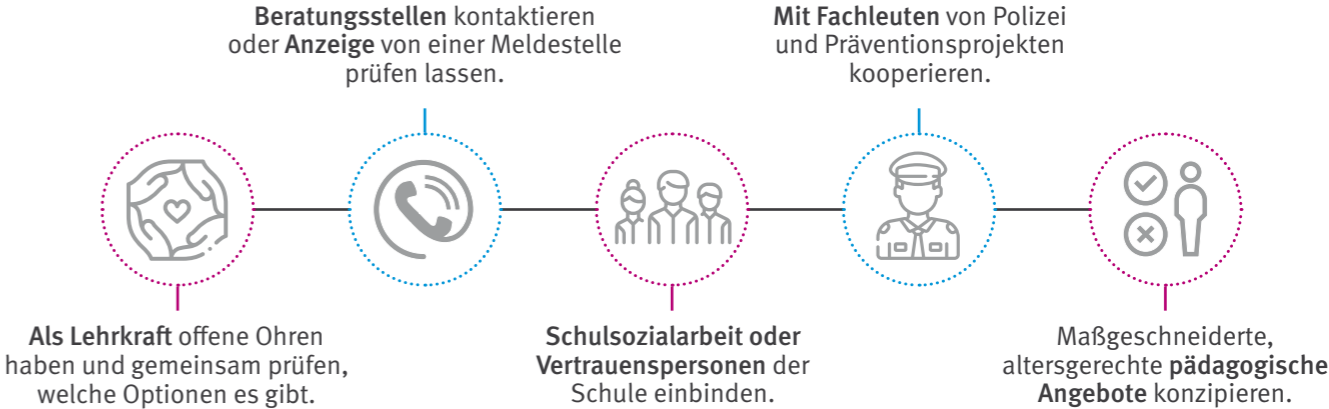 Beratungsstellen kontaktieren
oder Anzeige von einer Meldestelle
prüfen lassen.
Mit Fachleuten von Polizei
und Präventionsprojekten
kooperieren.
Als Lehrkraft offene Ohren
haben und gemeinsam prüfen,
welche Optionen es gibt.
Schulsozialarbeit oder
Vertrauenspersonen der
Schule einbinden.
Maßgeschneiderte,
altersgerechte pädagogische
Angebote konzipieren.